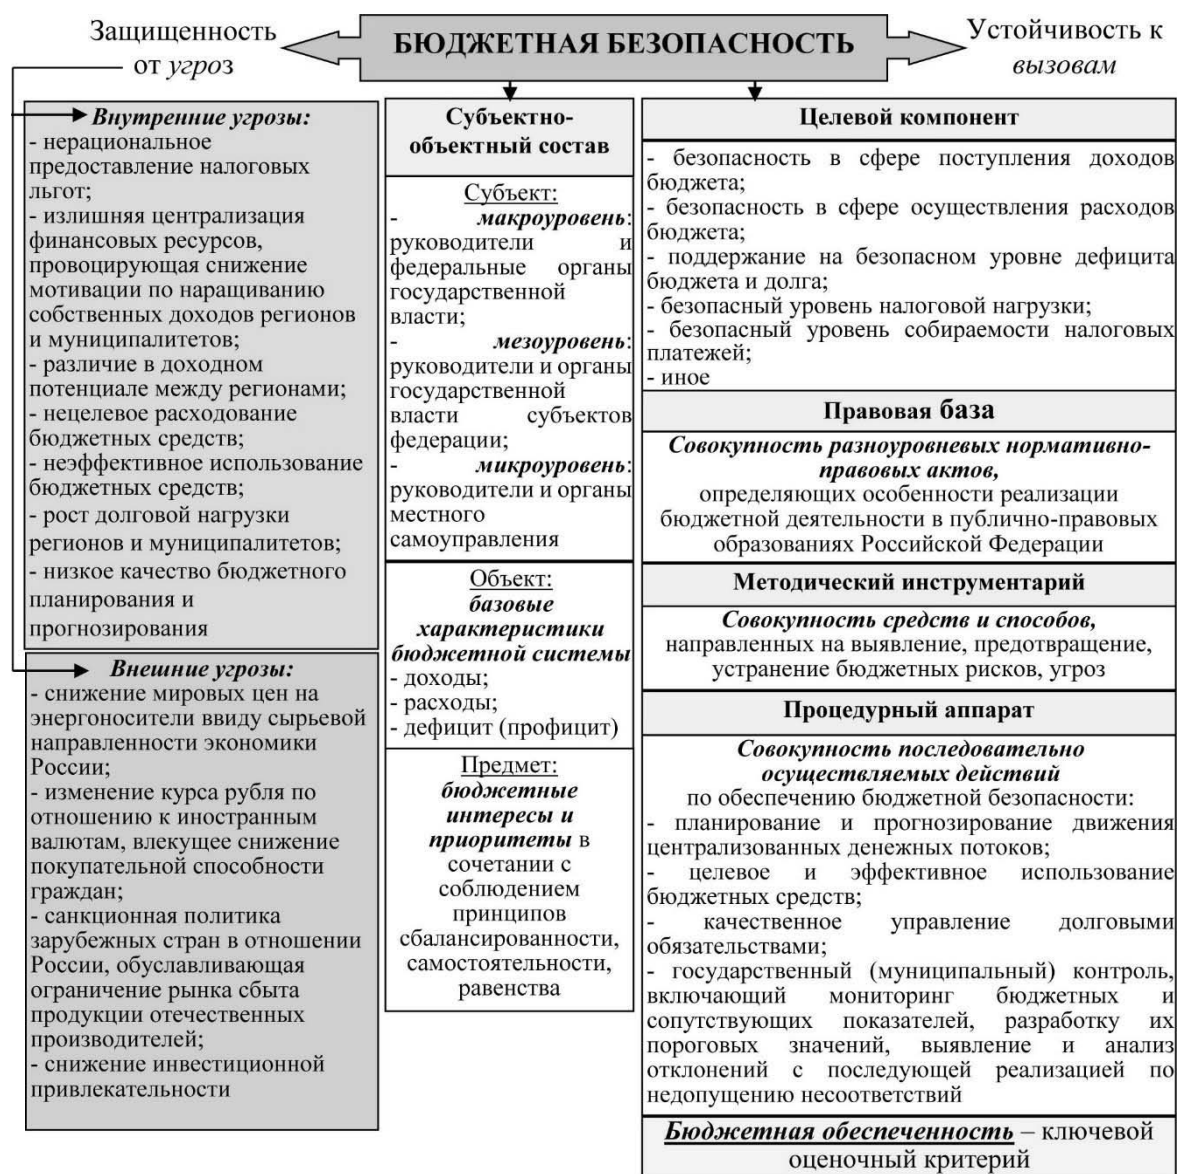 Защищенность
от угроз
БЮДЖЕТНАЯ БЕЗОПАСНОСТЬ
Устойчивость к
вызовам
Внутренние угрозы:
- нерациональное
предоставление налоговых
льгот;
- излишняя централизация
финансовых ресурсов,
провоцирующая снижение
мотивации по наращиванию
собственных доходов регионов
и муниципалитетов;
- различие в доходном
потенциале между регионами;
- нецелевое расходование
бюджетных средств;
- неэффективное использование
бюджетных средств;
- рост долговой нагрузки
регионов и муниципалитетов;
- низкое качество бюджетного
планирования и
прогнозирования
Внешние угрозы:
- снижение мировых цен на
энергоносители ввиду сырьевой
направленности экономики
России;
- изменение курса рубля по
отношению к иностранным
валютам, влекущее снижение
покупательной способности
граждан;
- санкционная политика
зарубежных стран в отношении
России, обуславливающая
ограничение рынка сбыта
продукции отечественных
производителей;
- снижение инвестиционной
привлекательности
Субъектно-
объектный состав
Субъект:
- макроуровень:
руководители и
федеральные органы
государственной
власти;
- мезоуровень:
руководители и органы
государственной
власти субъектов
федерации;
- микроуровень:
руководители и органы
местного
самоуправления
Объект:
базовые
характеристики
бюджетной системы
- доходы;
- расходы;
- дефицит (профицит)
Предмет:
бюджетные
интересы и
приоритеты в
сочетании с
соблюдением
принципов
сбалансированности,
самостоятельности,
равенства
Целевой компонент
- безопасность в сфере поступления доходов
бюджета;
- безопасность в сфере осуществления расходов
бюджета;
- поддержание на безопасном уровне дефицита
бюджета и долга;
- безопасный уровень налоговой нагрузки;
- безопасный уровень собираемости налоговых
платежей;
- иное
Правовая база
Совокупность разноуровневых нормативно-
правовых актов,
определяющих особенности реализации
бюджетной деятельности в публично-правовых
образованиях Российской Федерации
Методический инструментарий
Совокупность средств и способов,
направленных на выявление, предотвращение,
устранение бюджетных рисков, угроз
Процедурный аппарат
Совокупность последовательно
осуществляемых действий
по обеспечению бюджетной безопасности:
- планирование и прогнозирование движения
централизованных денежных потоков;
- целевое и эффективное использование
бюджетных средств;
- качественное управление долговыми
обязательствами;
- государственный (муниципальный) контроль,
включающий мониторинг бюджетных и
сопутствующих показателей, разработку их
пороговых значений, выявление и анализ
отклонений с последующей реализацией по
недопущению несоответствий
Бюджетная обеспеченность – ключевой
оценочный критерий